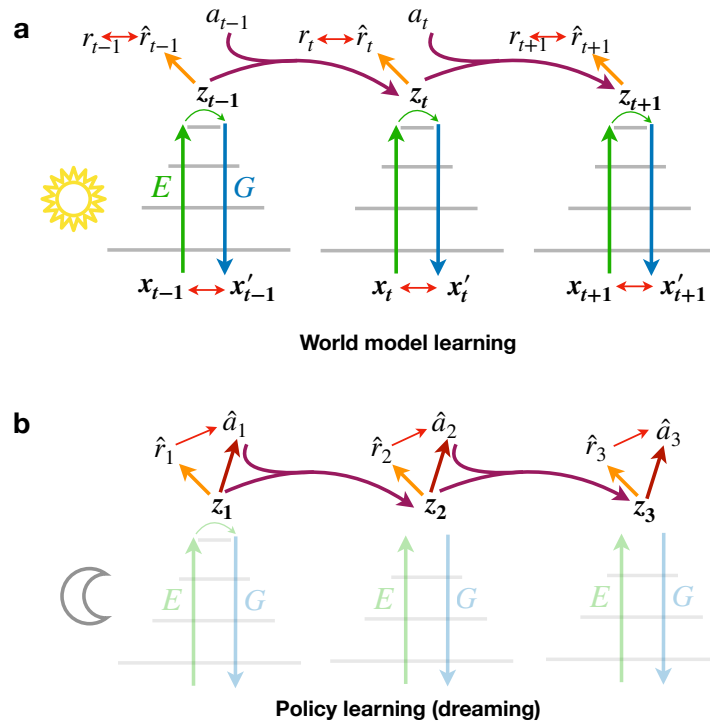 a
a_{t−1} a_t
r_{t−1} r̂_{t−1} r_t r̂_t r_{t+1} r̂_{t+1}
z_{t−1} z_t z_{t+1}
E G
x_{t−1} x'_{t−1} x_t x'_t x_{t+1} x'_{t+1}
World model learning
b
r̂_1 â_1 r̂_2 â_2 r̂_3 â_3
z_1 z_2 z_3
E G E G E G
Policy learning (dreaming)